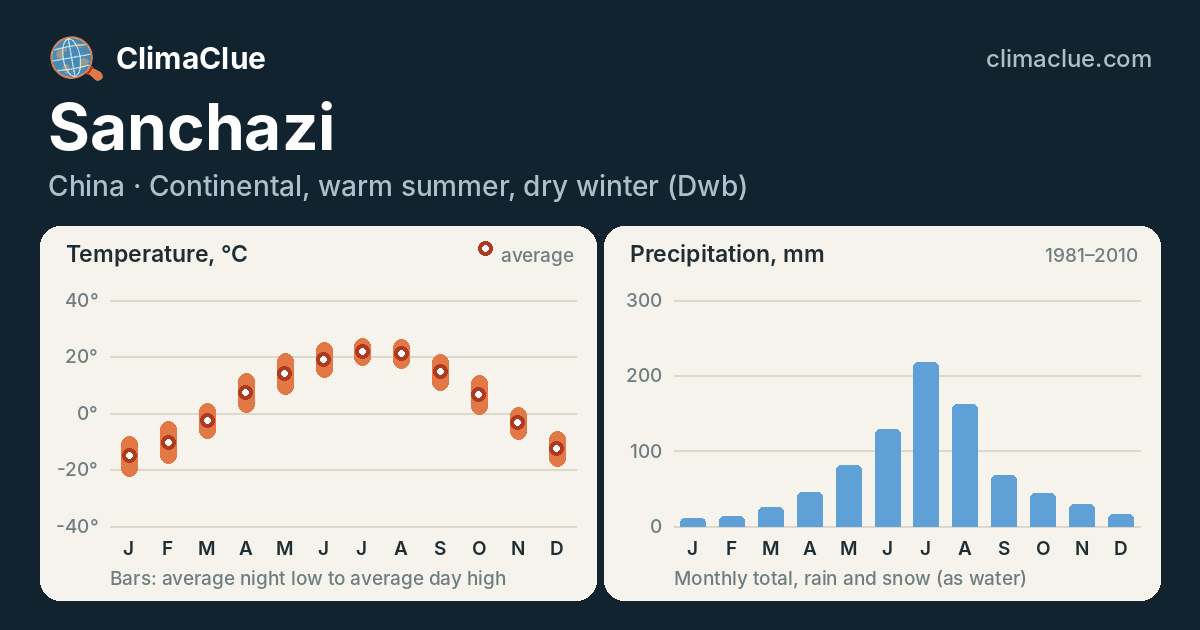 ClimaClue
climaclue.com
Sanchazi
China · Continental, warm summer, dry winter (Dwb)
Temperature, °C
average
40°
20°
0°
-20°
-40°
J F M A M J J A S O N D
Bars: average night low to average day high
Precipitation, mm
1981–2010
300
200
100
0
J F M A M J J A S O N D
Monthly total, rain and snow (as water)